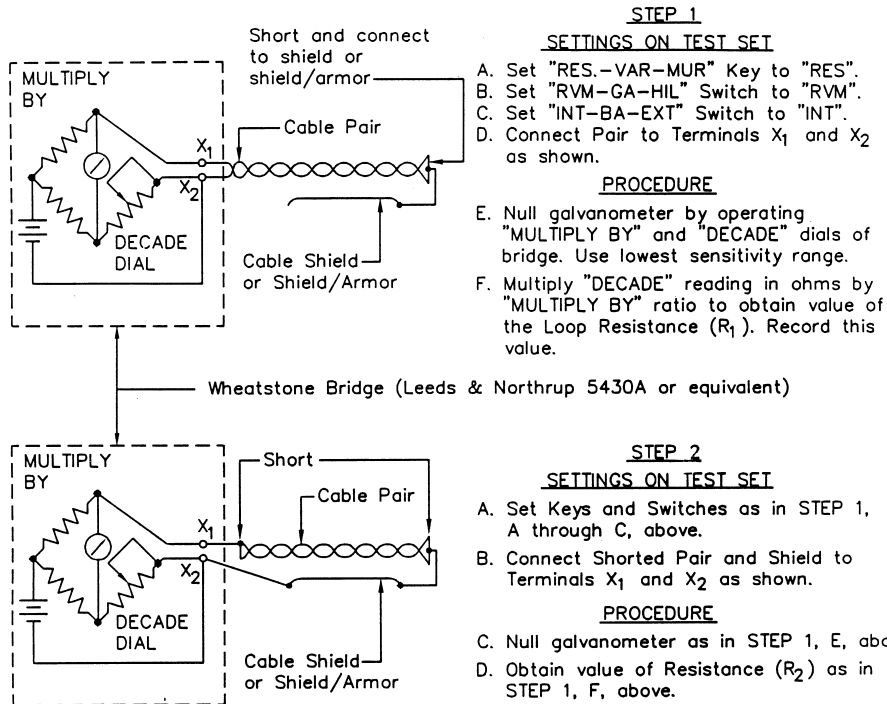 STEP 1
SETTINGS ON TEST SET
A. Set "RES.-VAR-MUR" Key to "RES".
B. Set "RVM-GA-HIL" Switch to "RVM".
C. Set "INT-BA-EXT" Switch to "INT".
D. Connect Pair to Terminals X1 and X2
as shown.
PROCEDURE
E. Null galvanometer by operating
"MULTIPLY BY" and "DECADE" dials of
bridge. Use lowest sensitivity range.
F. Multiply "DECADE" reading in ohms by
"MULTIPLY BY" ratio to obtain value of
the Loop Resistance (R1). Record this
value.
Short and connect
to shield or
shield/armor
MULTIPLY
BY
Cable Pair
X1
X2
DECADE
DIAL
Cable Shield
or Shield/Armor
Wheatstone Bridge (Leeds & Northrup 5430A or equivalent)
MULTIPLY
BY
Short
Cable Pair
X1
X2
DECADE
DIAL
Cable Shield
or Shield/Armor
STEP 2
SETTINGS ON TEST SET
A. Set Keys and Switches as in STEP 1,
A through C, above.
B. Connect Shorted Pair and Shield to
Terminals X1 and X2 as shown.
PROCEDURE
C. Null galvanometer as in STEP 1, E,
D. Obtain value of Resistance (R2) as in
STEP 1, F, above.